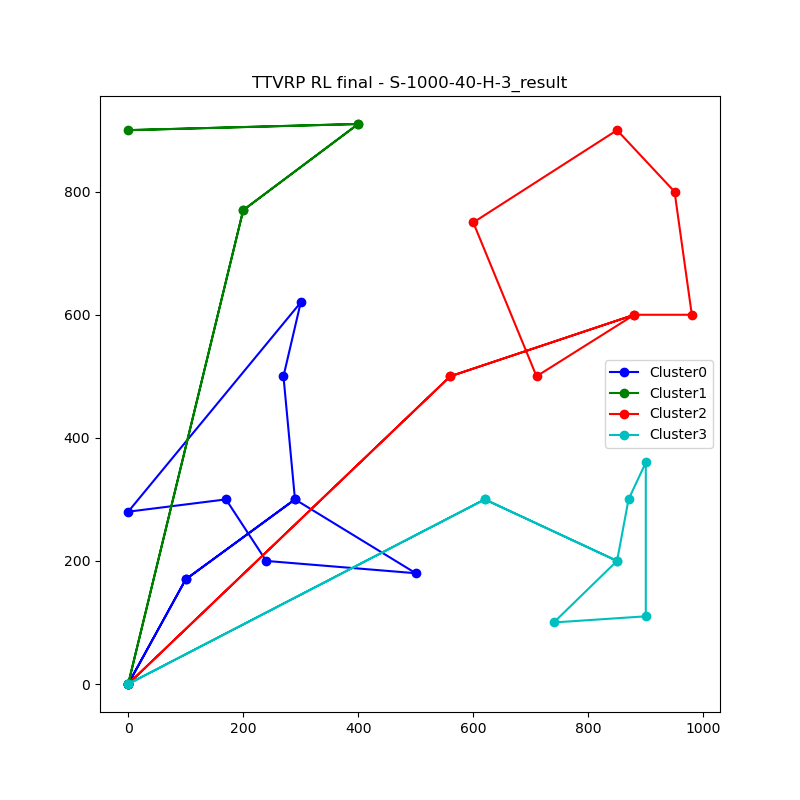 TTVRP RL final - S-1000-40-H-3_result
800
600
400
200
0
Cluster0
Cluster1
Cluster2
Cluster3
0 200 400 600 800 1000